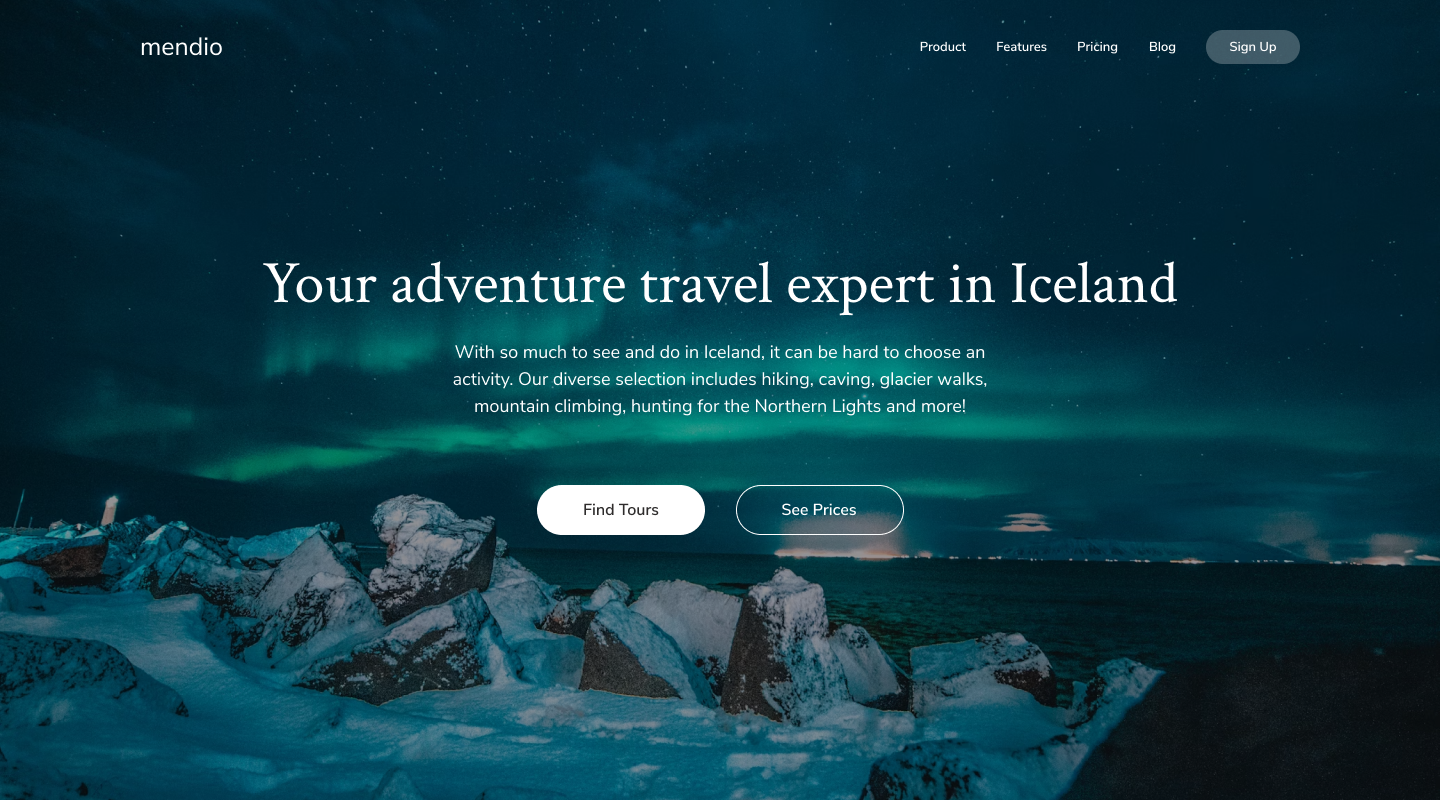 mendio
Product
Features
Pricing
Blog
Sign Up
Your adventure travel expert in Iceland
With so much to see and do in Iceland, it can be hard to choose an
activity. Our diverse selection includes hiking, caving, glacier walks,
mountain climbing, hunting for the Northern Lights and more!
Find Tours
See Prices